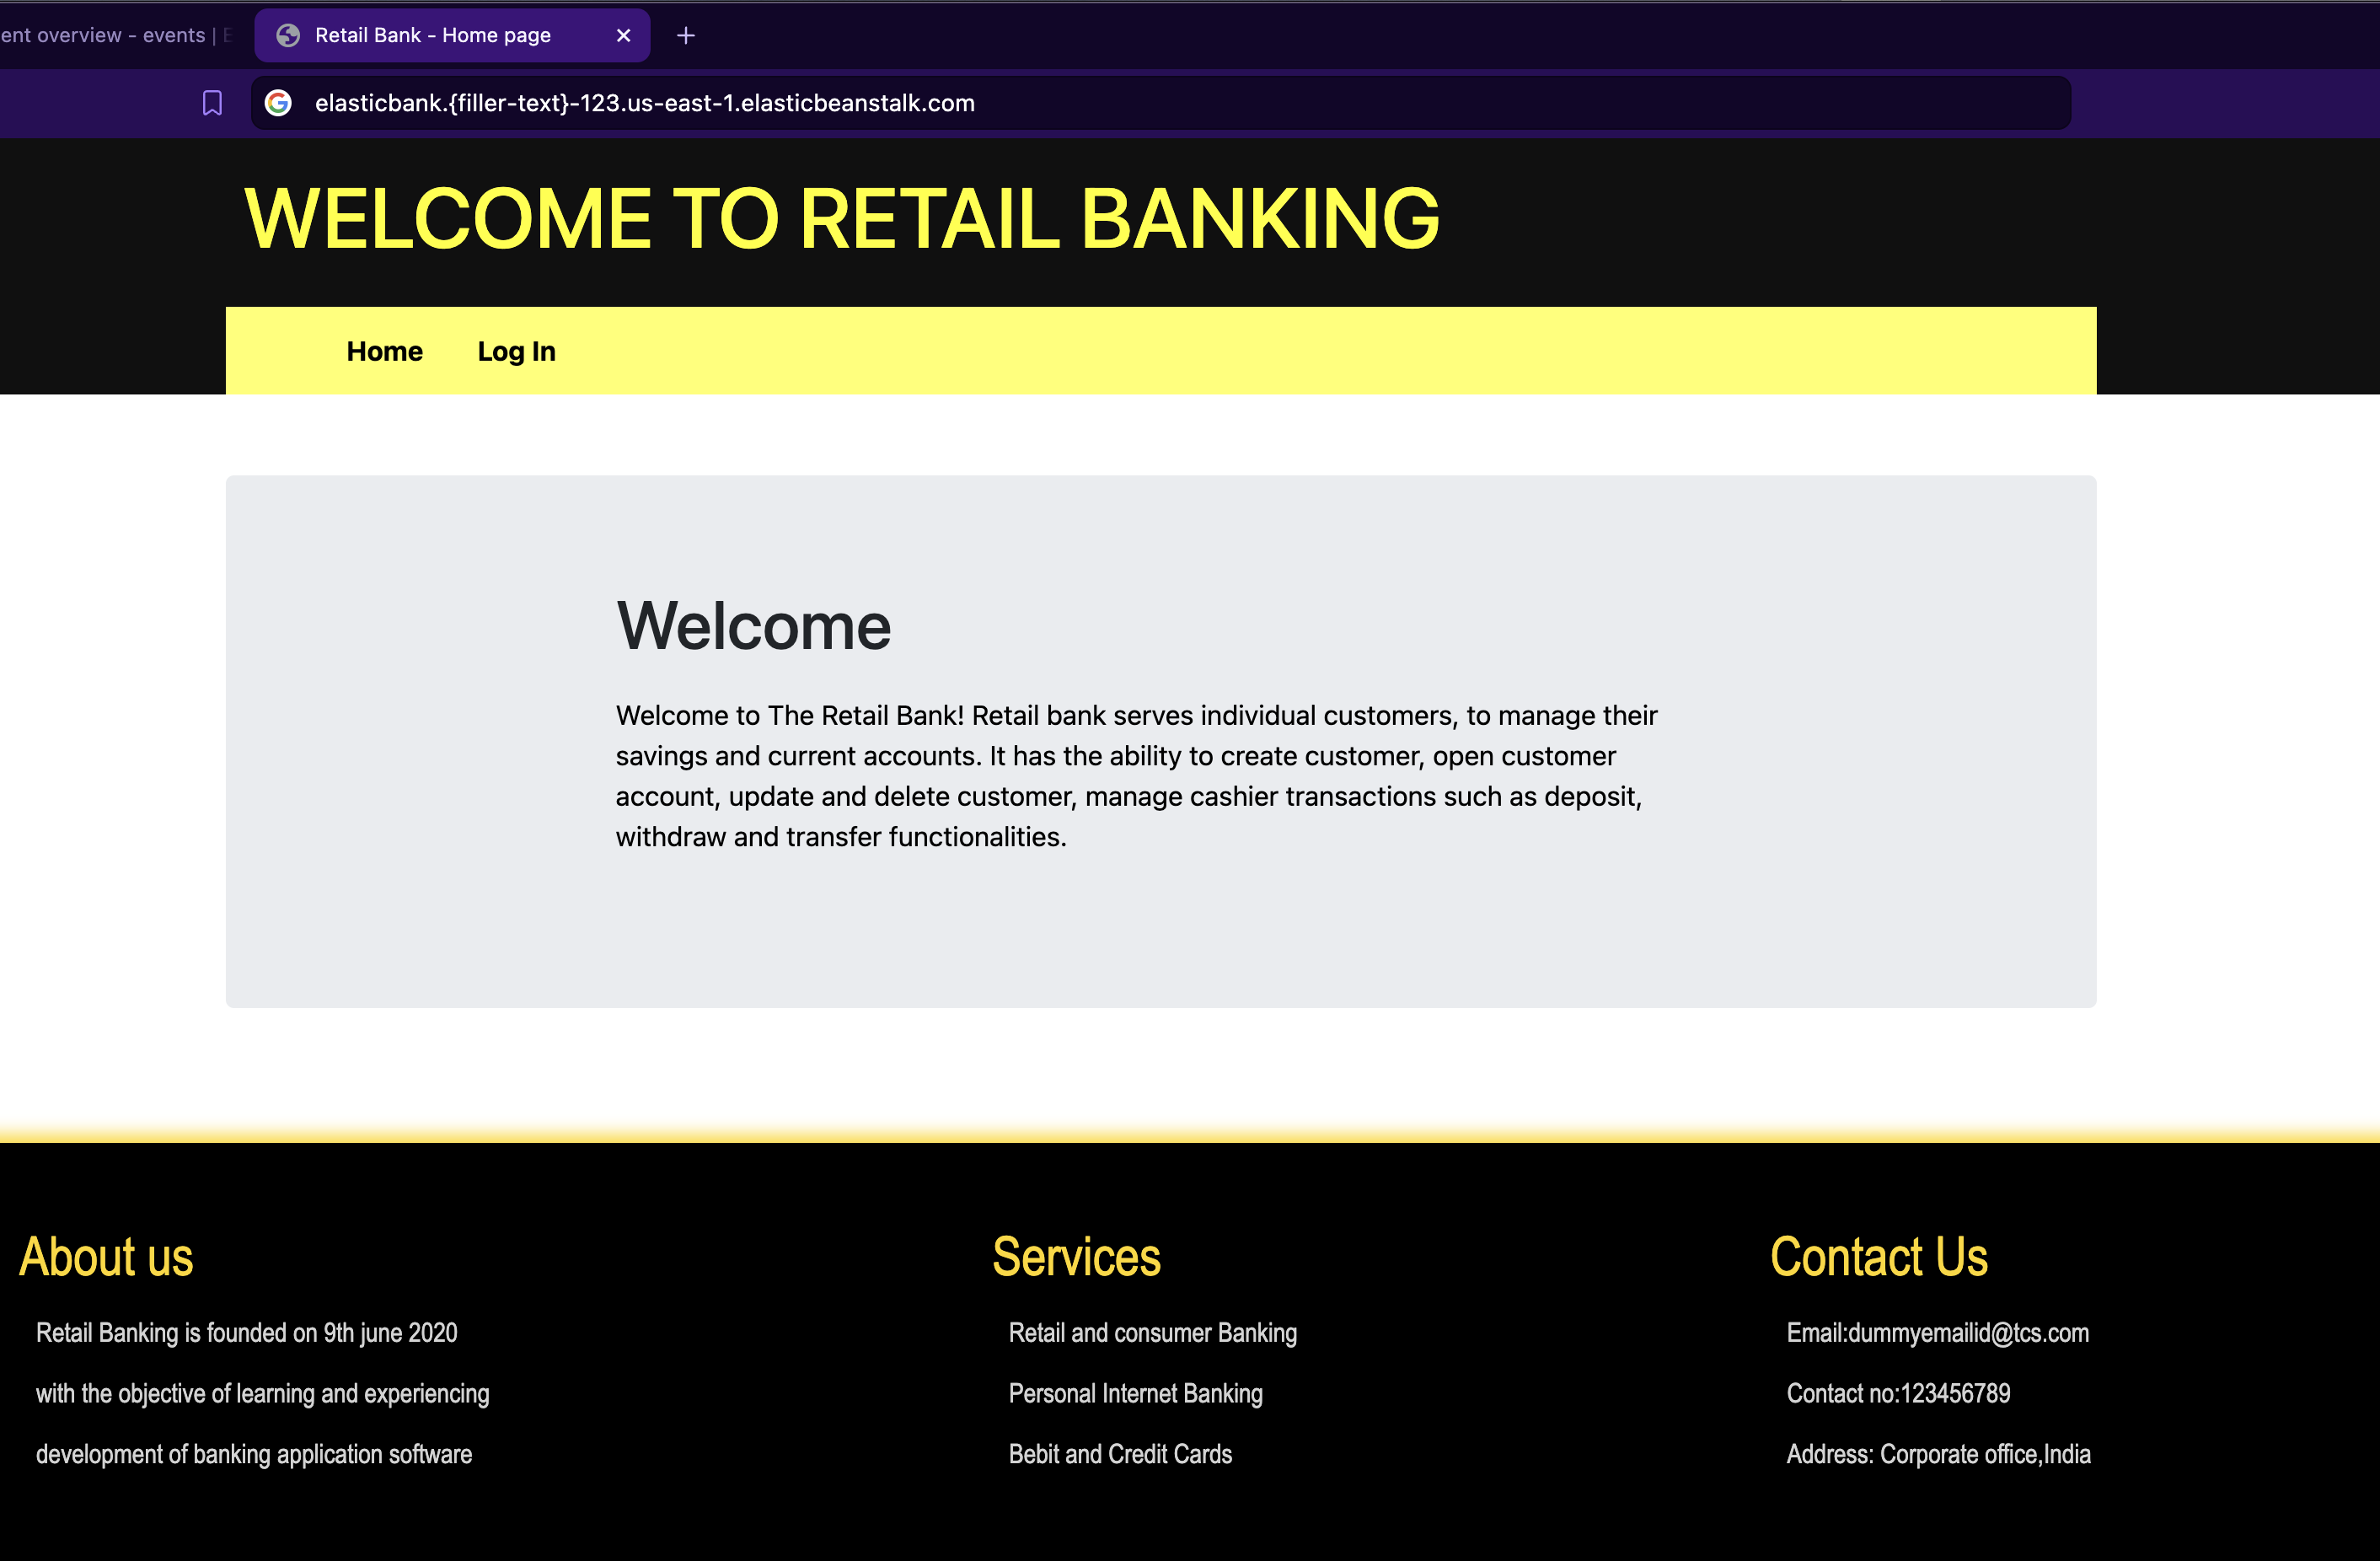 ent overview - events |
Retail Bank - Home page
elasticbank.{filler-text}-123.us-east-1.elasticbeanstalk.com
WELCOME TO RETAIL BANKING
Home Log In
Welcome
Welcome to The Retail Bank! Retail bank serves individual customers, to manage their
savings and current accounts. It has the ability to create customer, open customer
account, update and delete customer, manage cashier transactions such as deposit,
withdraw and transfer functionalities.
About us
Retail Banking is founded on 9th june 2020
with the objective of learning and experiencing
development of banking application software
Services
Retail and consumer Banking
Personal Internet Banking
Bebit and Credit Cards
Contact Us
Email:dummyemailid@tcs.com
Contact no:123456789
Address: Corporate office,India